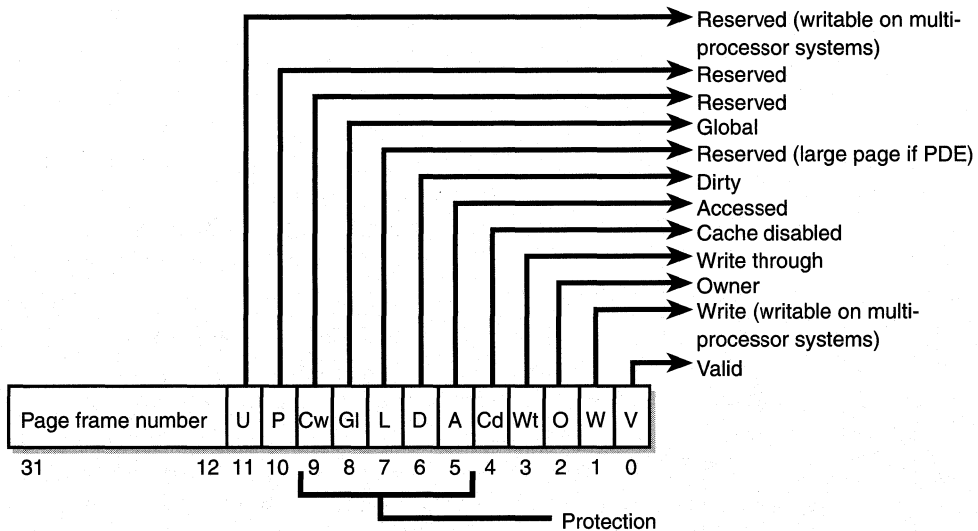 Reserved (writable on multi-
processor systems)
Reserved
Reserved
Global
Reserved (large page if PDE)
Dirty
Accessed
Cache disabled
Write through
Owner
Write (writable on multi-
processor systems)
Valid
Page frame number U P Cw Gl L D A Cd Wt O W V
31 12 11 10 9 8 7 6 5 4 3 2 1 0
Protection